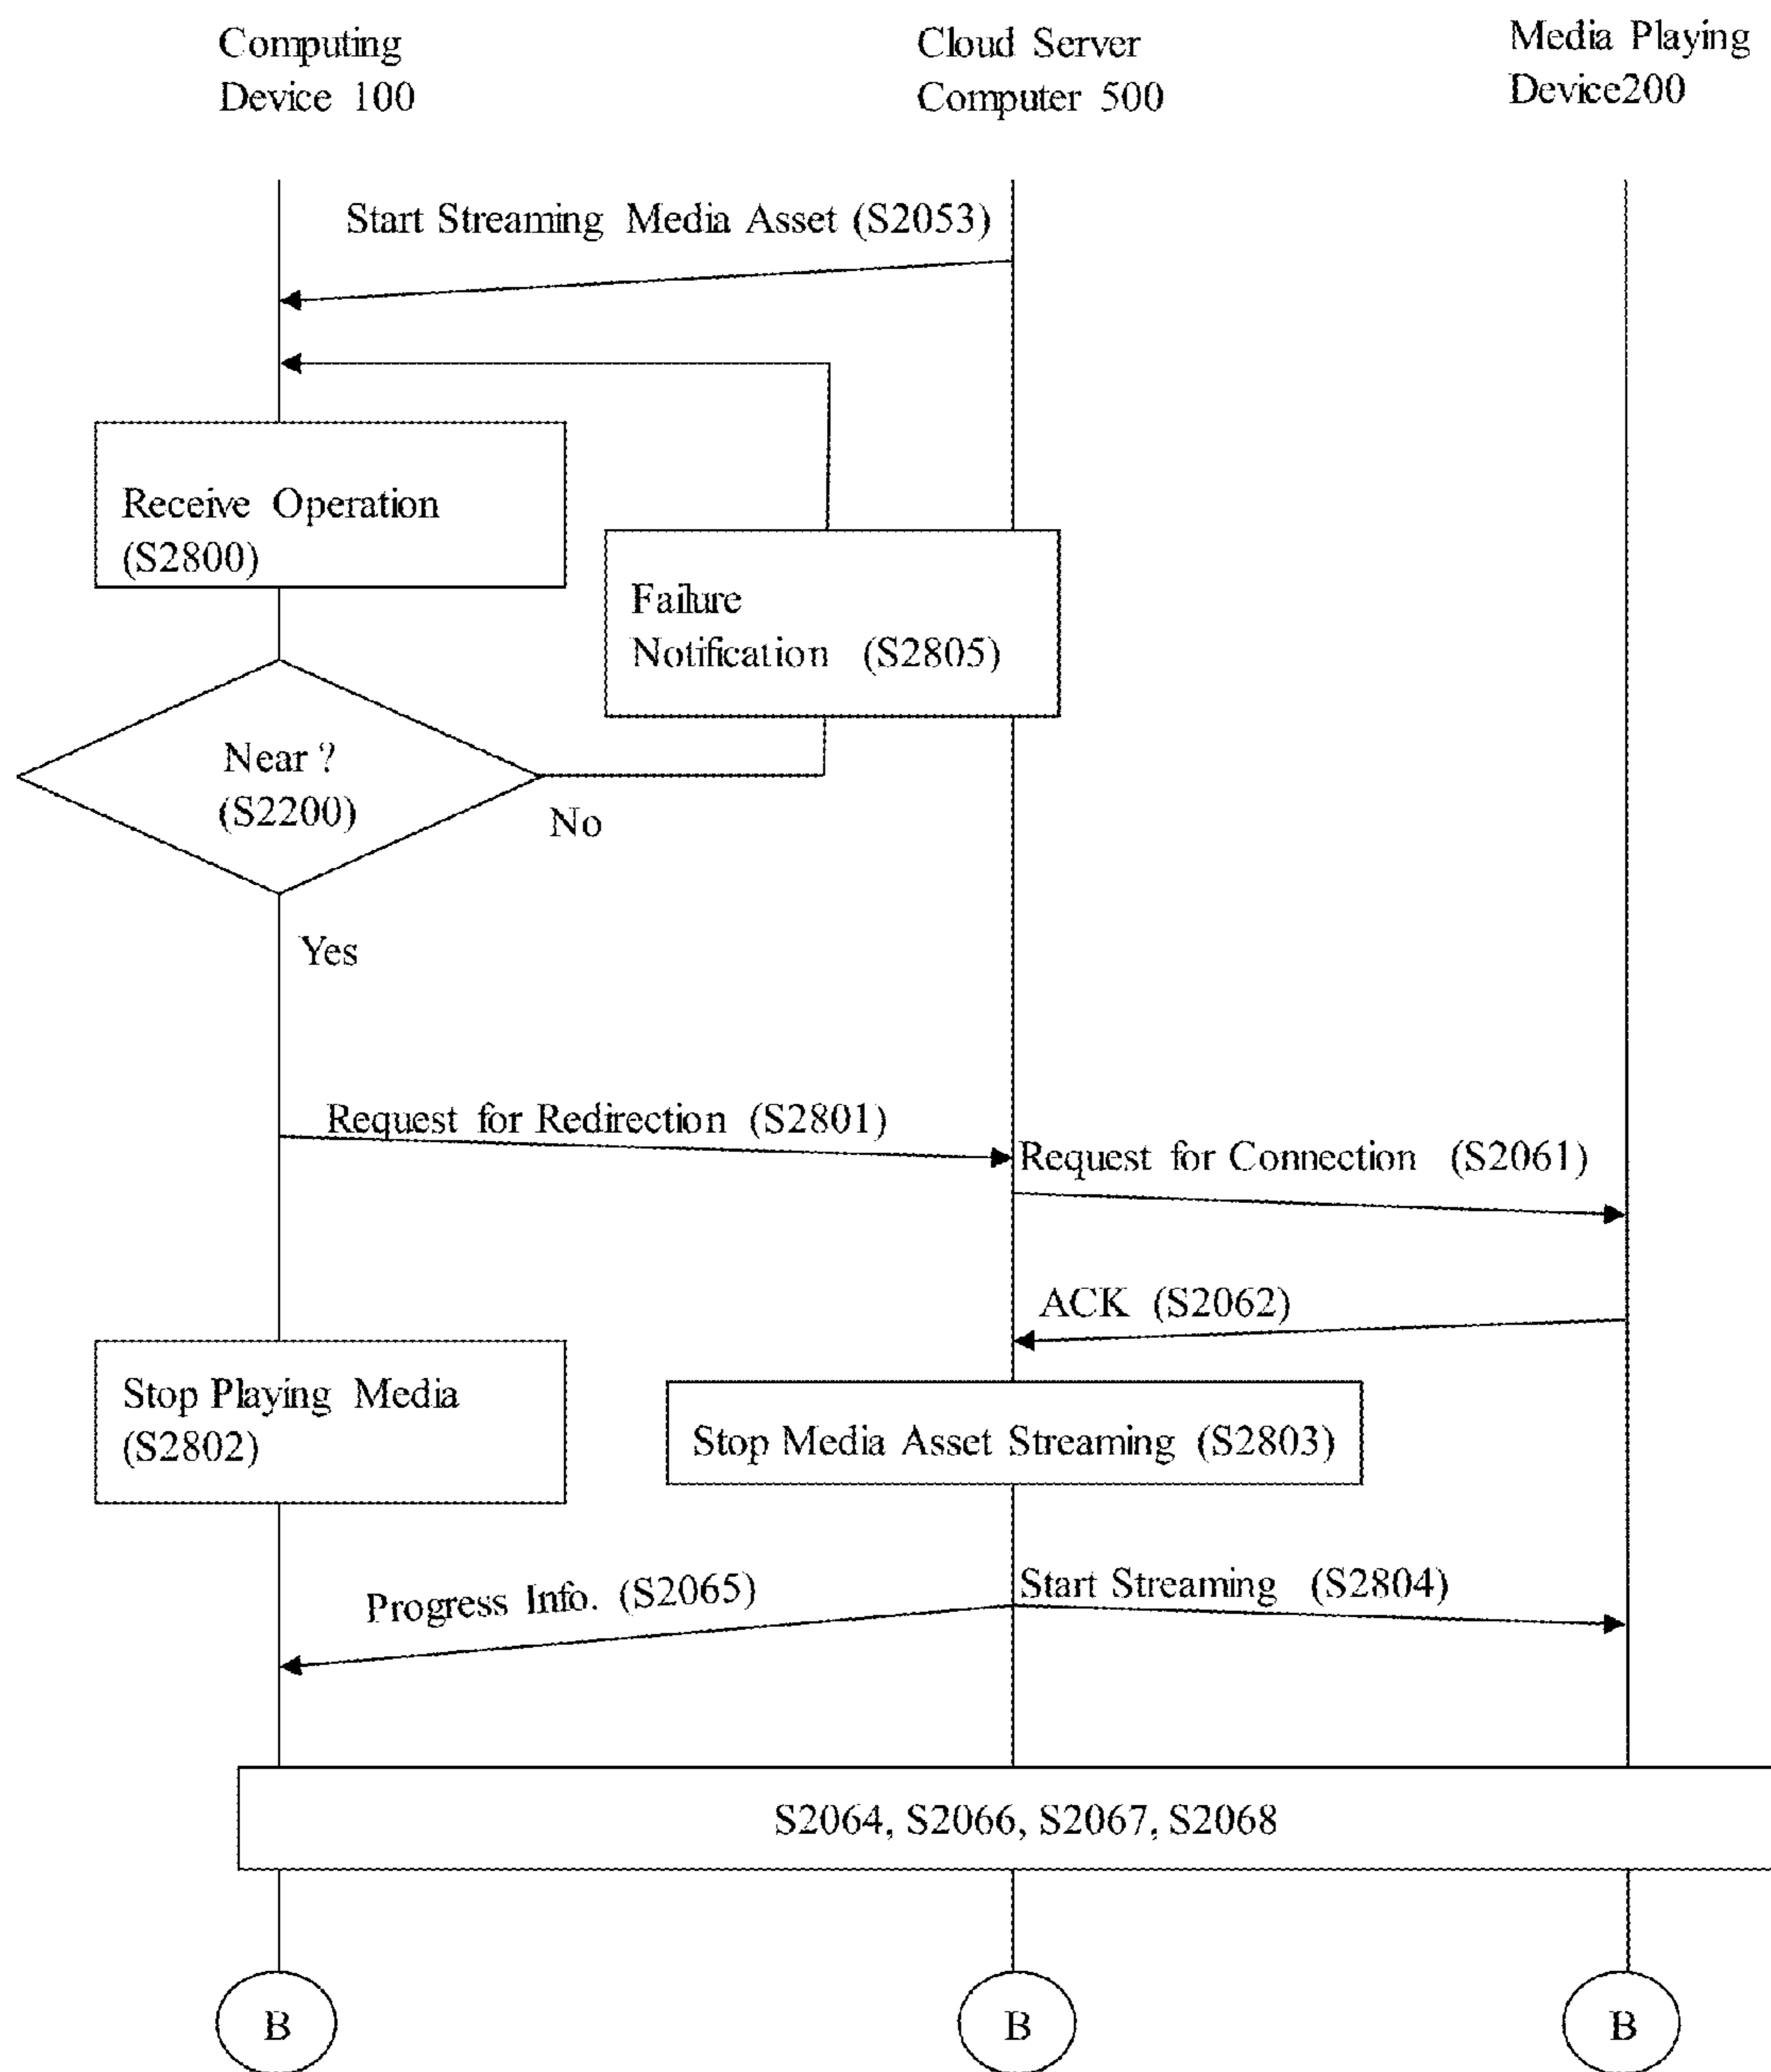 Computing
Device 100
Cloud Server
Computer 500
Media Playing
Device200
Start Streaming Media Asset (S2053)
Receive Operation
(S2800)
Failure
Notification (S2805)
Near ?
(S2200)
No
Yes
Request for Redirection (S2801)
Request for Connection (S2061)
ACK (S2062)
Stop Playing Media
(S2802)
Stop Media Asset Streaming (S2803)
Progress Info. (S2065)
Start Streaming (S2804)
S2064, S2066, S2067, S2068
B
B
B